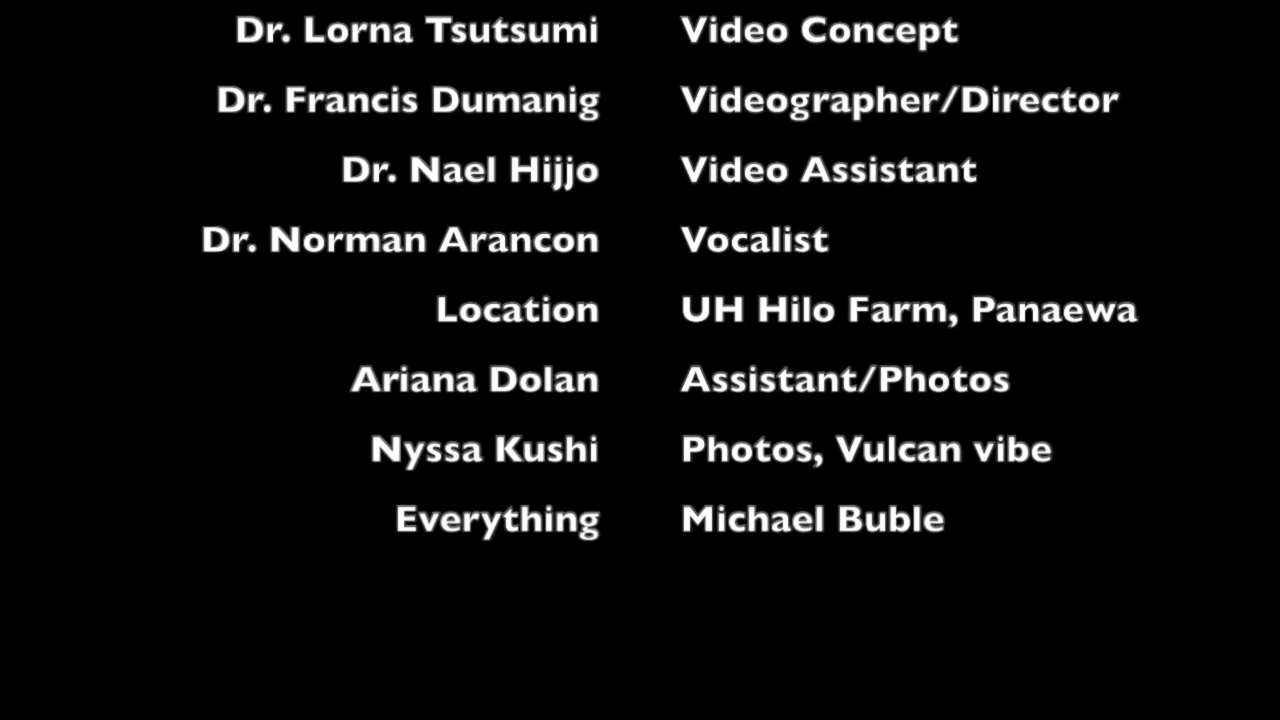 Dr. Lorna Tsutsumi Video Concept
Dr. Francis Dumanig Videographer/Director
Dr. Nael Hijjo Video Assistant
Dr. Norman Arancon Vocalist
Location UH Hilo Farm, Panaewa
Ariana Dolan Assistant/Photos
Nyssa Kushi Photos, Vulcan vibe
Everything Michael Buble